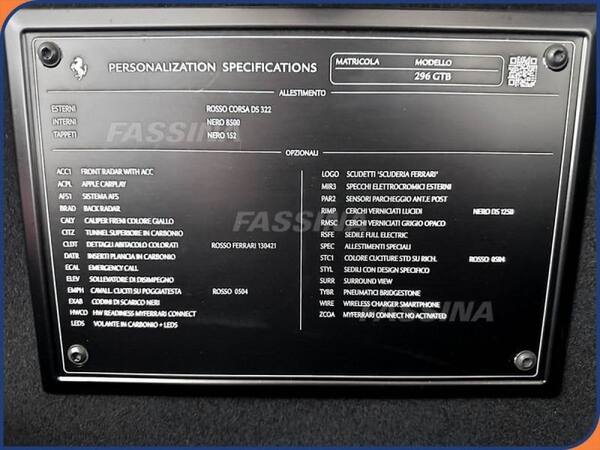 PERSONALIZATION SPECIFICATIONS
MATRICOLA MODELLO
296 GTB
ALLESTIMENTO
ESTERNI ROSSO CORSA DS 322
INTERNI NERO 8500
TAPPETI NERO 152
FASSINA
OPZIONALI
ACC1 FRONT RADAR WITH ACC
ACPL APPLE CARPLAY
AFS1 SISTEMA AFS
BRAD BACK RADAR
CALY CALIPER FRENI COLORE GIALLO
CITZ TUNNEL SUPERIORE IN CARBONIO
CLDT DETTAGLI ABITACOLO COLORATI ROSSO FERRARI 130421
DATR INSERTI PLANCIA IN CARBONIO
ECAL EMERGENCY CALL
ELEV SOLLEVATORE DI DISIMPEGNO
EMPH CAVALL. CUCITI SU POGGIATESTA ROSSO 0504
EXAB CODINI DI SCARICO NERI
HWCO HW READINESS MYFERRARI CONNECT
LEDS VOLANTE IN CARBONIO + LEDS
LOGO SCUDETTI "SCUDERIA FERRARI"
MIR3 SPECCHI ELETTROCROMICI ESTERNI
PAR2 SENSORI PARCHEGGIO ANT.E POST
RIMP CERCHI VERNICIATI LUCIDI NERO DS 1250
RMSC CERCHI VERNICIATI GRIGIO OPACO
RSFE SEDILE FULL ELECTRIC
SPEC ALLESTIMENTI SPECIALI
STC1 COLORE CUCITURE STD SU RICH. ROSSO 0504
STYL SEDILI CON DESIGN SPECIFICO
SURR SURROUND VIEW
TYBR PNEUMATICI BRIDGESTONE
WIRE WIRELESS CHARGER SMARTPHONE
ZCOA MYFERRARI CONNECT NO ACTIVATED
FASSINA
FASSINA